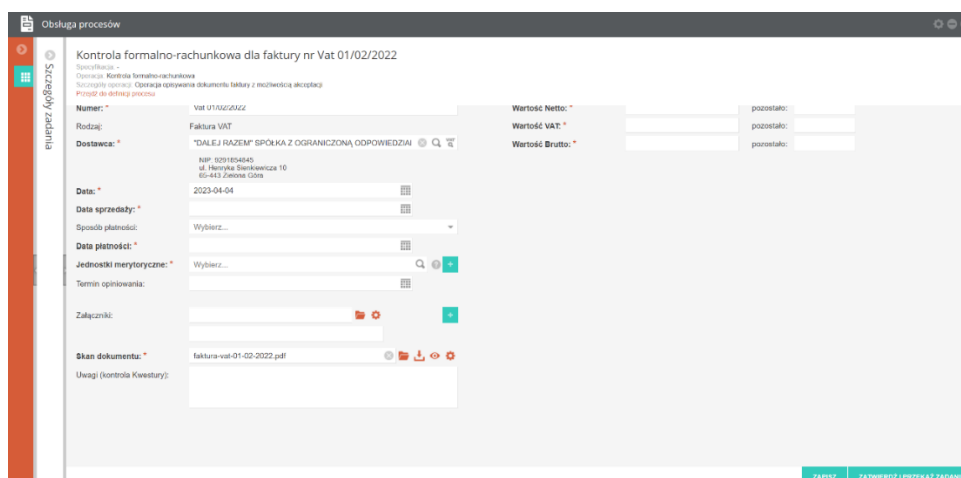 Obsługa procesów
Szczegóły zadania
Kontrola formalno-rachunkowa dla faktury nr Vat 01/02/2022
Specyfikacja: -
Operacja: Kontrola formalno-rachunkowa
Szczegóły operacji: Operacja opisywania dokumentu faktury z możliwością akceptacji
Przejdź do definicji procesu
Numer: * Vat 01/02/2022
Rodzaj: Faktura VAT
Dostawca: * "DALEJ RAZEM" SPÓŁKA Z OGRANICZONĄ ODPOWIEDZIAL
NIP: 9291854845
ul. Henryka Sienkiewicza 10
65-443 Zielona Góra
Data: * 2023-04-04
Data sprzedaży: *
Sposób płatności: Wybierz...
Data płatności: *
Jednostki merytoryczne: * Wybierz...
Termin opiniowania:
Załączniki:
Skan dokumentu: * faktura-vat-01-02-2022.pdf
Uwagi (kontrola Kwestury):
Wartość Netto: * pozostało:
Wartość VAT: * pozostało:
Wartość Brutto: * pozostało:
ZAPISZ ZATWIERDŹ I PRZEKAŻ ZADANI